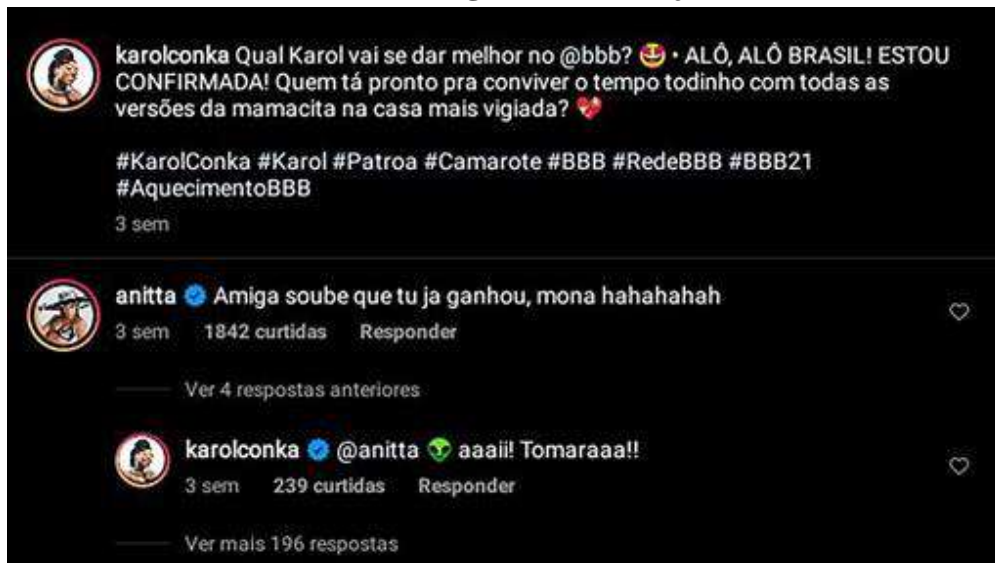 karolconka Qual Karol vai se dar melhor no @bbb? 🤩 • ALÔ, ALÔ BRASIL! ESTOU
CONFIRMADA! Quem tá pronto pra conviver o tempo todinho com todas as
versões da mamacita na casa mais vigiada? 💖
#KarolConka #Karol #Patroa #Camarote #BBB #RedeBBB #BBB21
#AquecimentoBBB
3 sem
anitta Amiga soube que tu ja ganhou, mona hahahahah
3 sem 1842 curtidas Responder
Ver 4 respostas anteriores
karolconka @anitta 👽 aaaii! Tomaraaa!!
3 sem 239 curtidas Responder
Ver mais 196 respostas